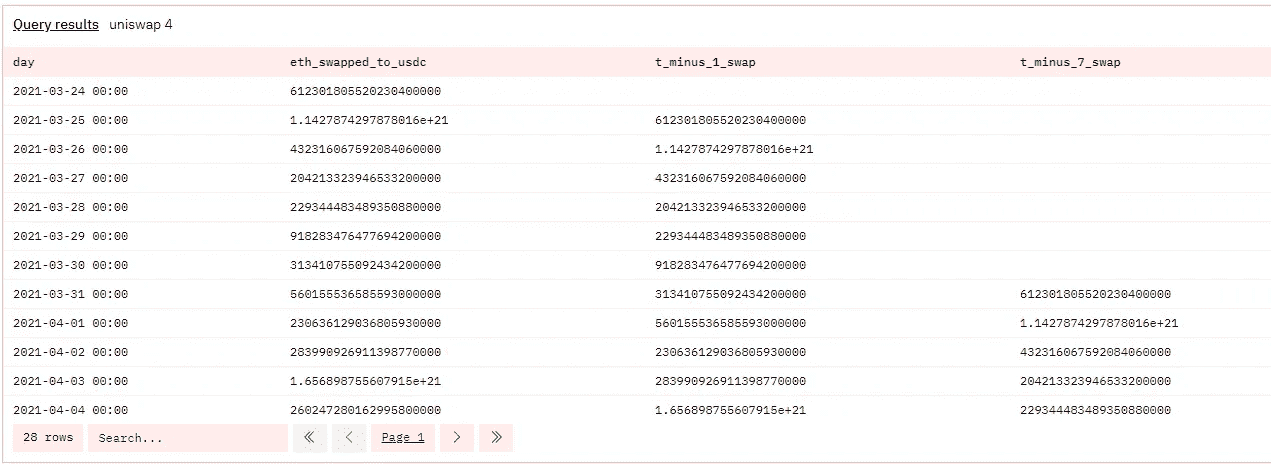 Query results uniswap 4
day eth_swapped_to_usdc t_minus_1_swap t_minus_7_swap
2021-03-24 00:00 612301805520230400000
2021-03-25 00:00 1.1427874297878016e+21 612301805520230400000
2021-03-26 00:00 432316067592084060000 1.1427874297878016e+21
2021-03-27 00:00 204213323946533200000 432316067592084060000
2021-03-28 00:00 229344483489350880000 204213323946533200000
2021-03-29 00:00 918283476477694200000 229344483489350880000
2021-03-30 00:00 313410755092434200000 918283476477694200000
2021-03-31 00:00 560155536585593000000 313410755092434200000 612301805520230400000
2021-04-01 00:00 230636129036805930000 560155536585593000000 1.1427874297878016e+21
2021-04-02 00:00 283990926911398770000 230636129036805930000 432316067592084060000
2021-04-03 00:00 1.656898755607915e+21 283990926911398770000 204213323946533200000
2021-04-04 00:00 260247280162995800000 1.656898755607915e+21 229344483489350880000
28 rows Search... Page 1